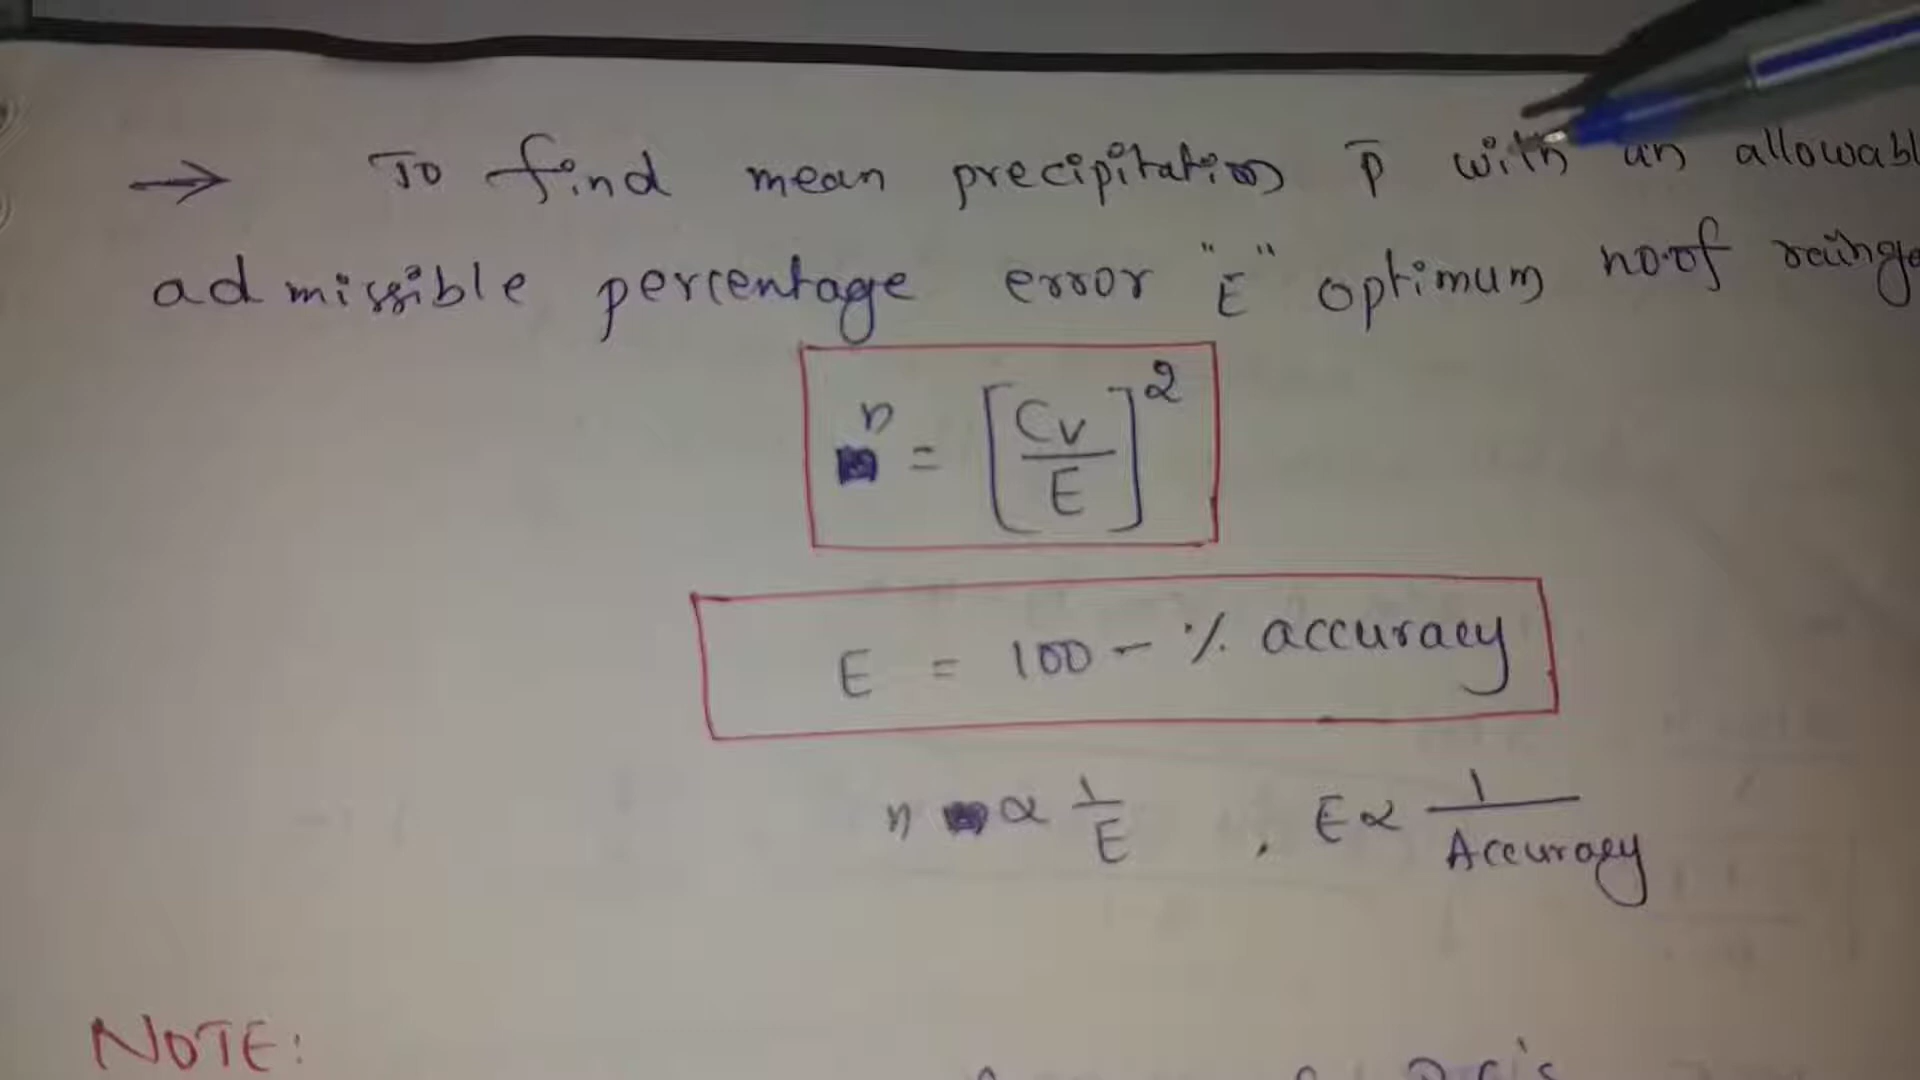 → To find mean precipitation P̄ with an allowabl
admissible percentage error "E" optimum no.of rainge
n = [Cv/E]²
E = 100 - % accuracy
n ∝ 1/E , E ∝ 1/Accuracy
NOTE: